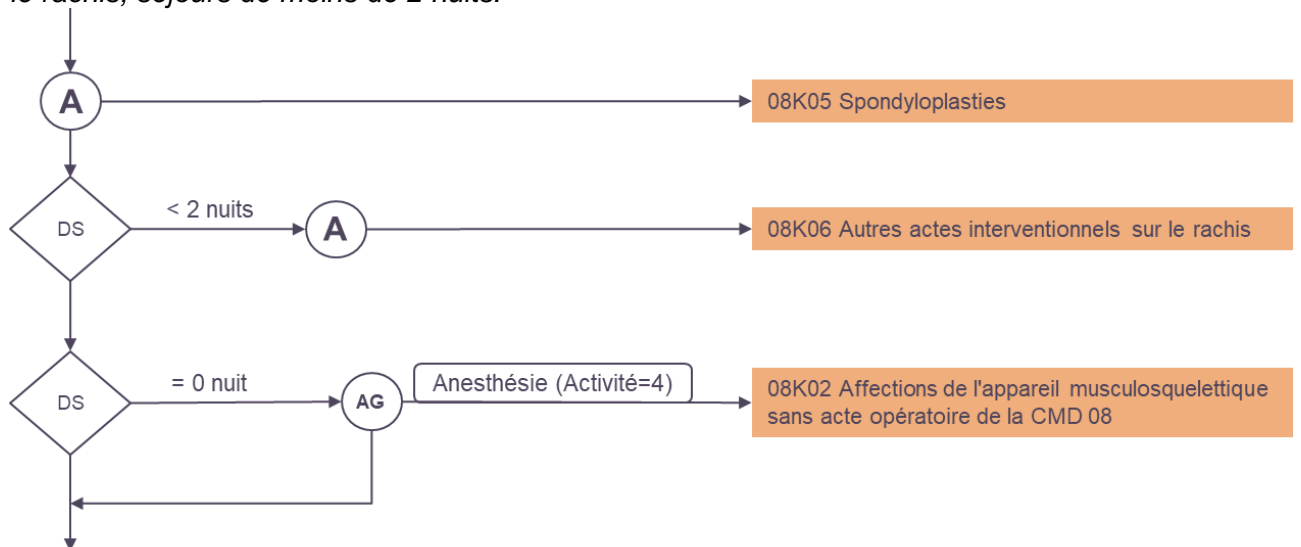 le rachis, séjours de moins de 2 nuits.
A
08K05 Spondyloplasties
DS
< 2 nuits
A
08K06 Autres actes interventionnels sur le rachis
DS
= 0 nuit
AG
Anesthésie (Activité=4)
08K02 Affections de l'appareil musculosquelettique
sans acte opératoire de la CMD 08